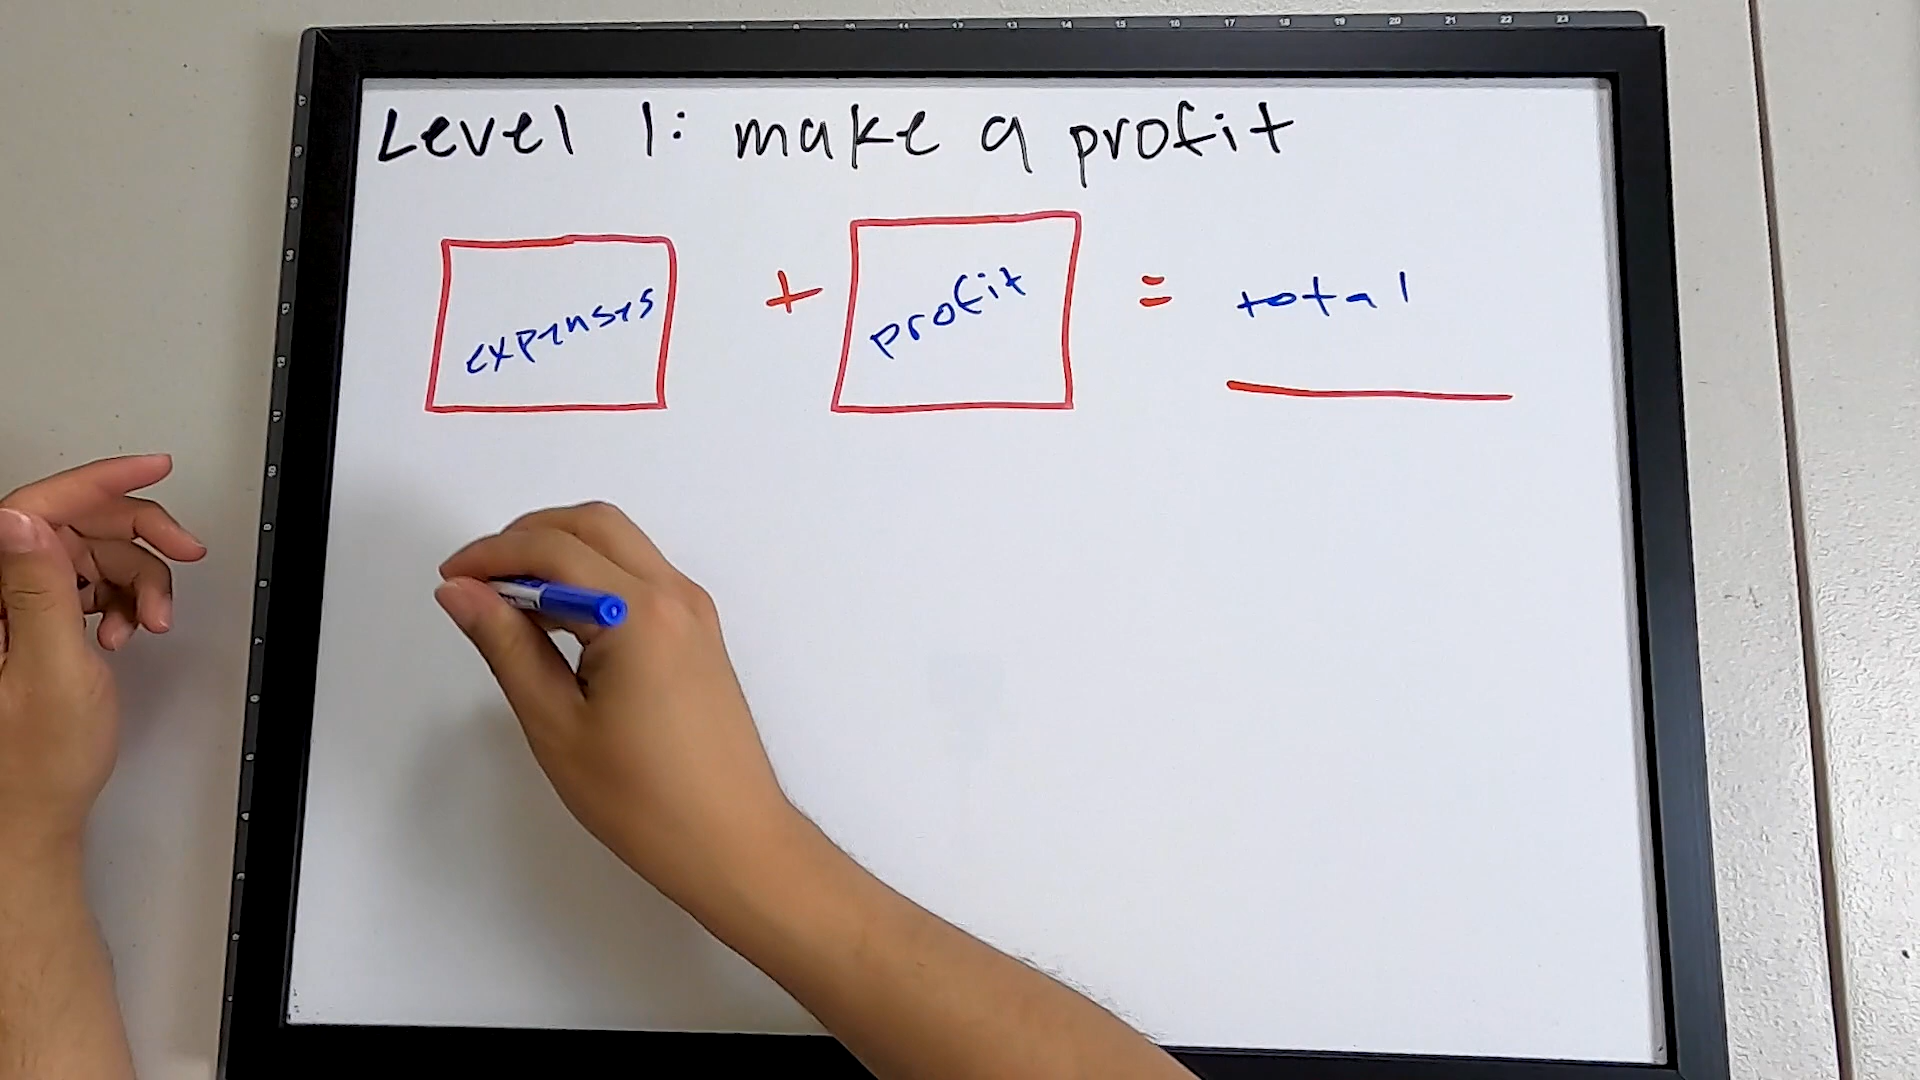 Level 1: make a profit
expenses + profit = total